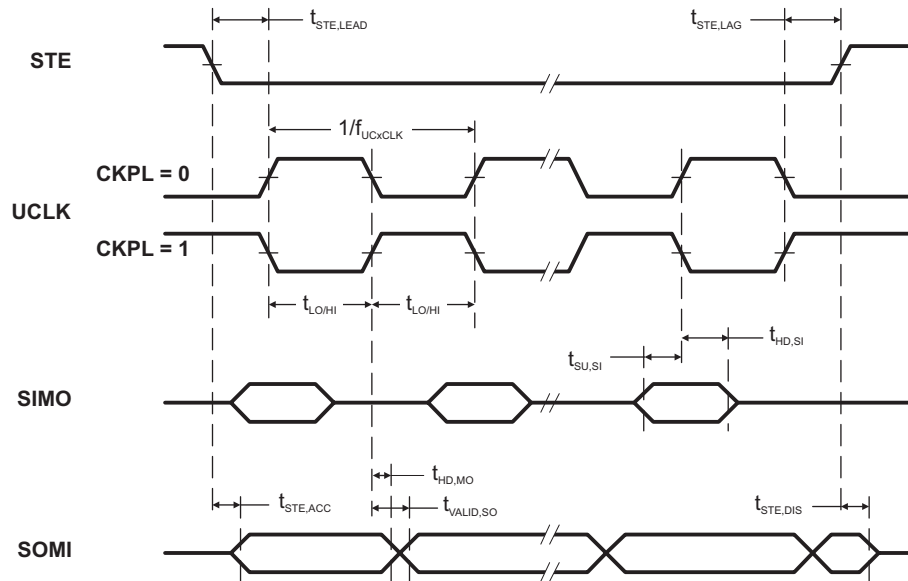 tSTE,LEAD
tSTE,LAG
STE
1/fUCxCLK
CKPL = 0
UCLK
CKPL = 1
tLO/HI tLO/HI
tSU,SI
tHD,SI
SIMO
tHD,MO
tSTE,ACC
tVALID,SO
tSTE,DIS
SOMI